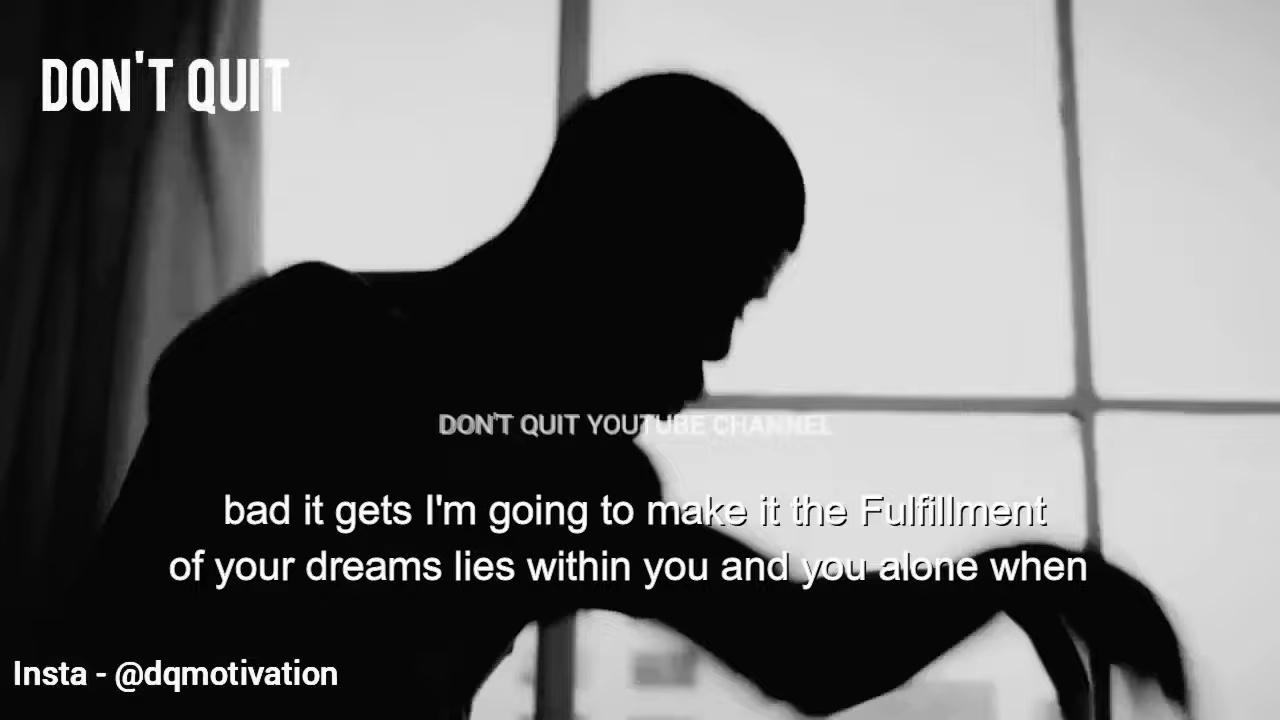 DON'T QUIT
DON'T QUIT YOUTUBE CHANNEL
bad it gets I'm going to make it the Fulfillment
of your dreams lies within you and you alone when
Insta - @dqmotivation